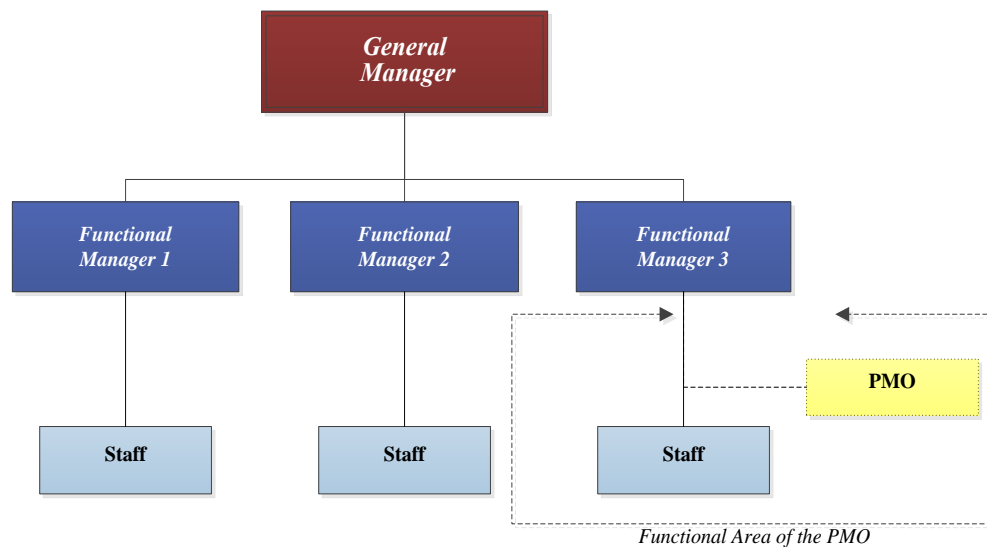 General
Manager
Functional
Manager 1
Functional
Manager 2
Functional
Manager 3
PMO
Staff
Staff
Staff
Functional Area of the PMO